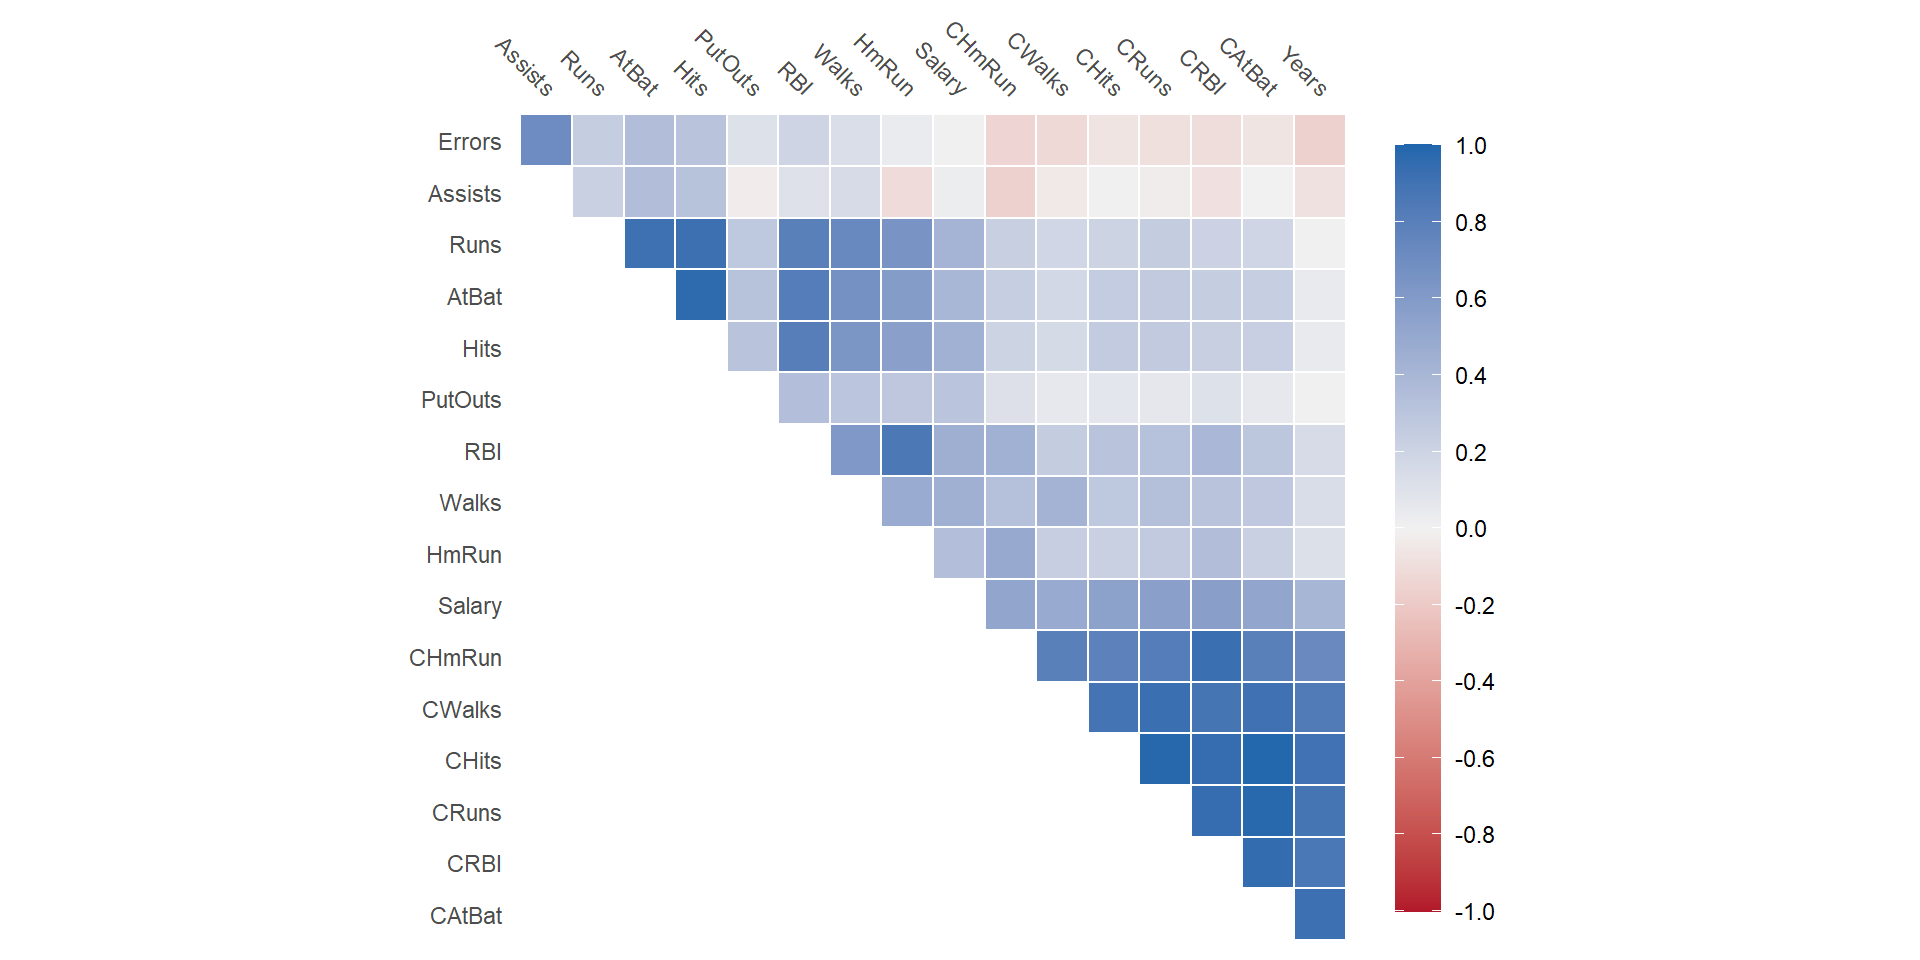 Assists
Runs
AtBat
Hits
PutOuts
RBI
Walks
HmRun
Salary
CHmRun
CWalks
CHits
CRuns
CRBI
CAtBat
Years
Errors
Assists
Runs
AtBat
Hits
PutOuts
RBI
Walks
HmRun
Salary
CHmRun
CWalks
CHits
CRuns
CRBI
CAtBat
1.0
0.8
0.6
0.4
0.2
0.0
-0.2
-0.4
-0.6
-0.8
-1.0